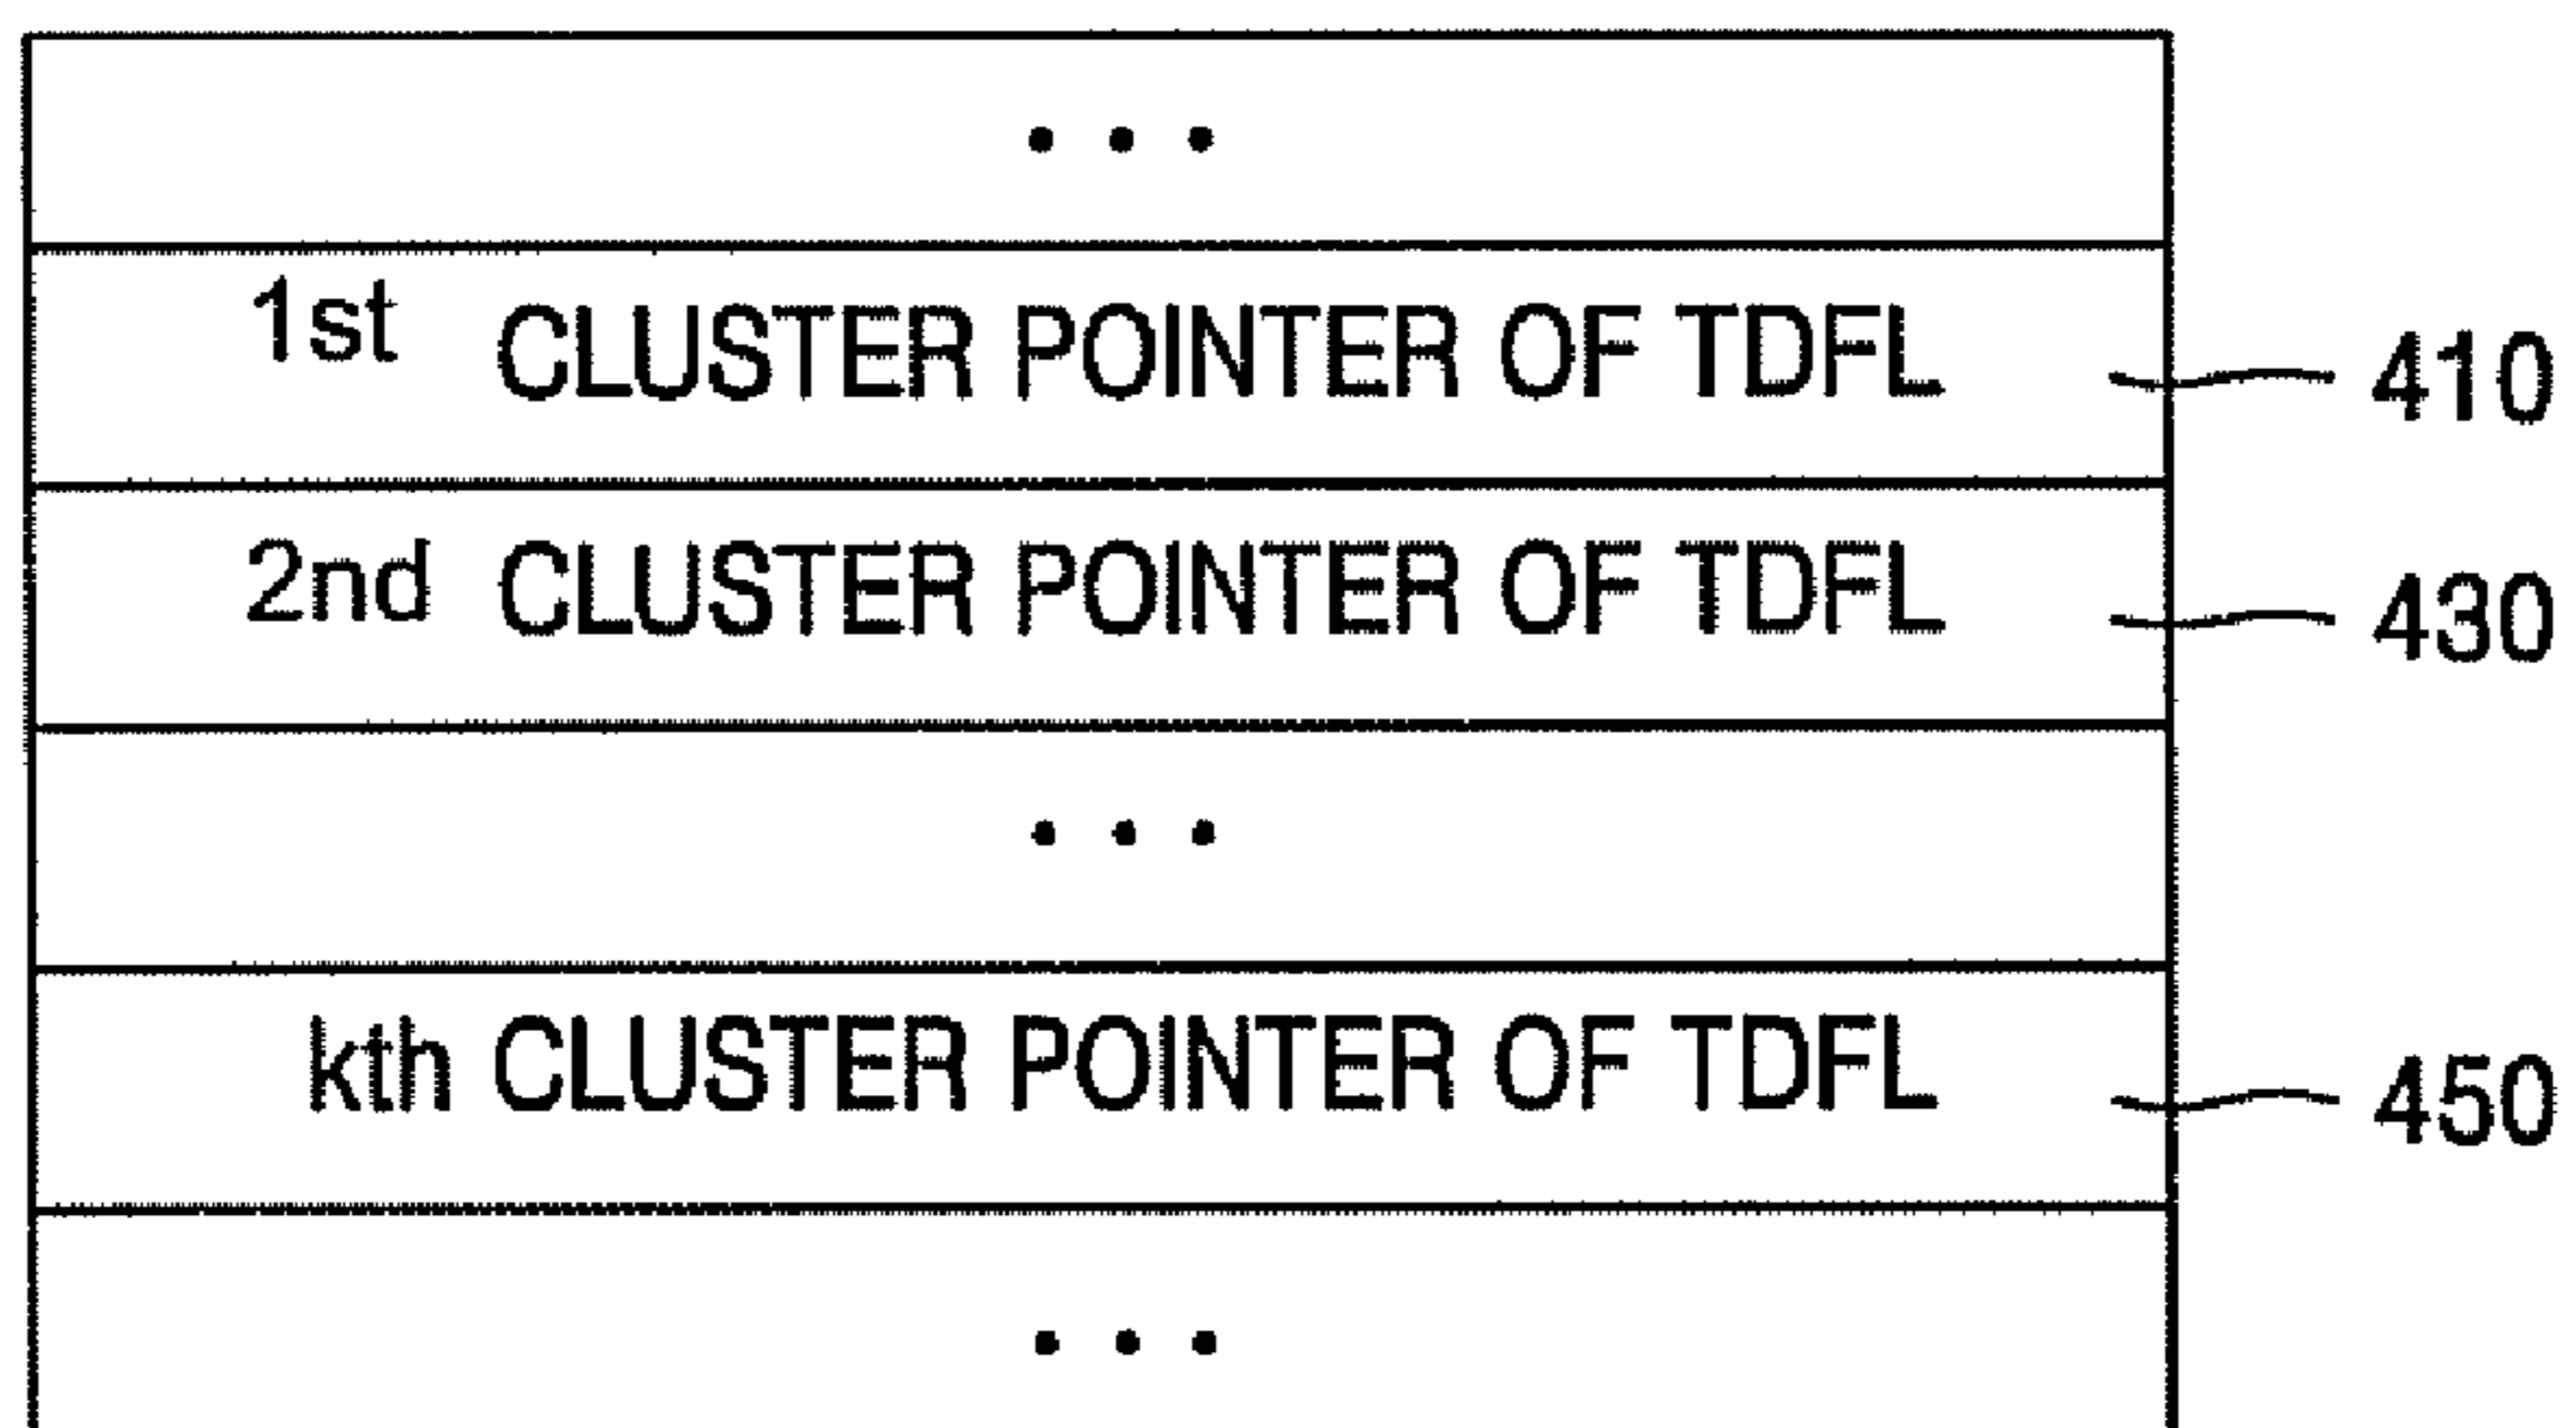 • • •
1st CLUSTER POINTER OF TDFL 410
2nd CLUSTER POINTER OF TDFL 430
• • •
kth CLUSTER POINTER OF TDFL 450
• • •